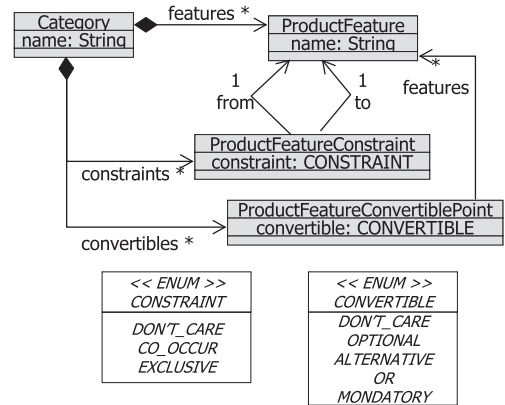 Category
name: String
features *
ProductFeature
name: String
1
from
1
to
*
features
ProductFeatureConstraint
constraint: CONSTRAINT
constraints *
ProductFeatureConvertiblePoint
convertible: CONVERTIBLE
convertibles *
<< ENUM >>
CONSTRAINT
DON'T_CARE
CO_OCCUR
EXCLUSIVE
<< ENUM >>
CONVERTIBLE
DON'T_CARE
OPTIONAL
ALTERNATIVE
OR
MONDATORY